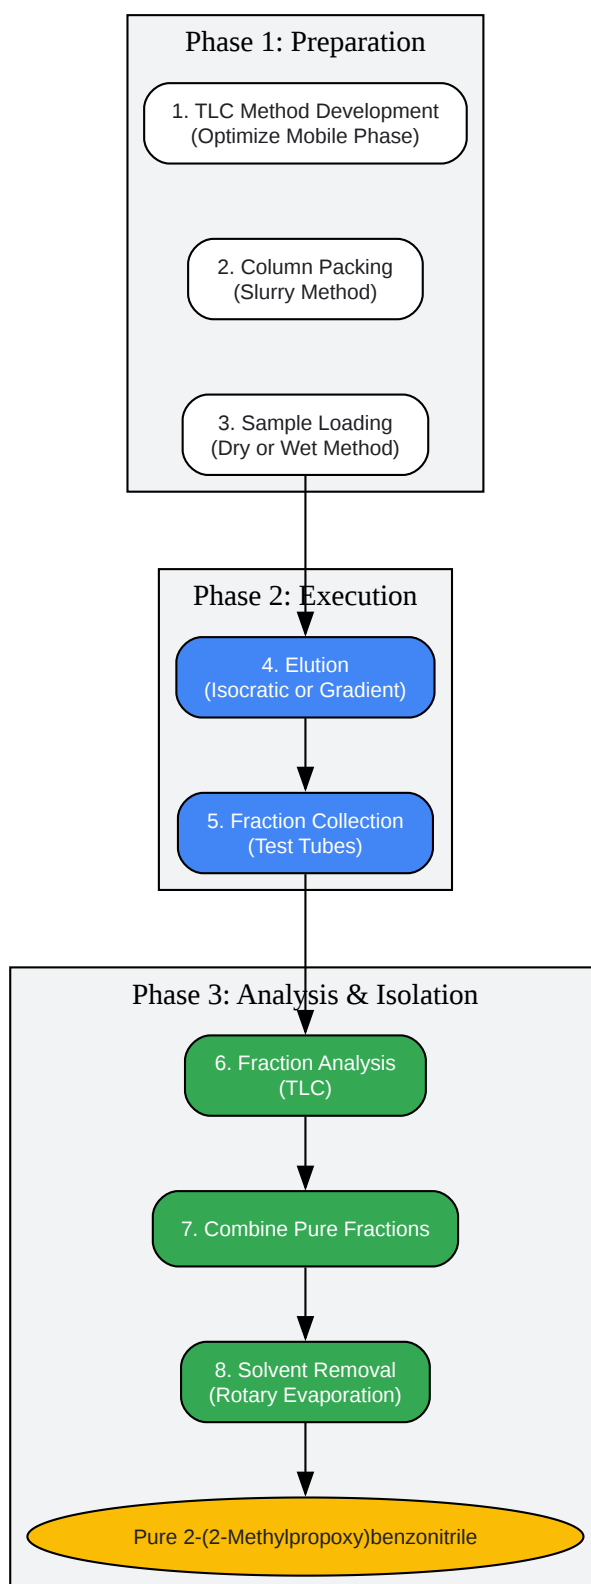 Phase 1: Preparation
1. TLC Method Development
(Optimize Mobile Phase)
2. Column Packing
(Slurry Method)
3. Sample Loading
(Dry or Wet Method)
Phase 2: Execution
4. Elution
(Isocratic or Gradient)
5. Fraction Collection
(Test Tubes)
Phase 3: Analysis & Isolation
6. Fraction Analysis
(TLC)
7. Combine Pure Fractions
8. Solvent Removal
(Rotary Evaporation)
Pure 2-(2-Methylpropoxy)benzonitrile